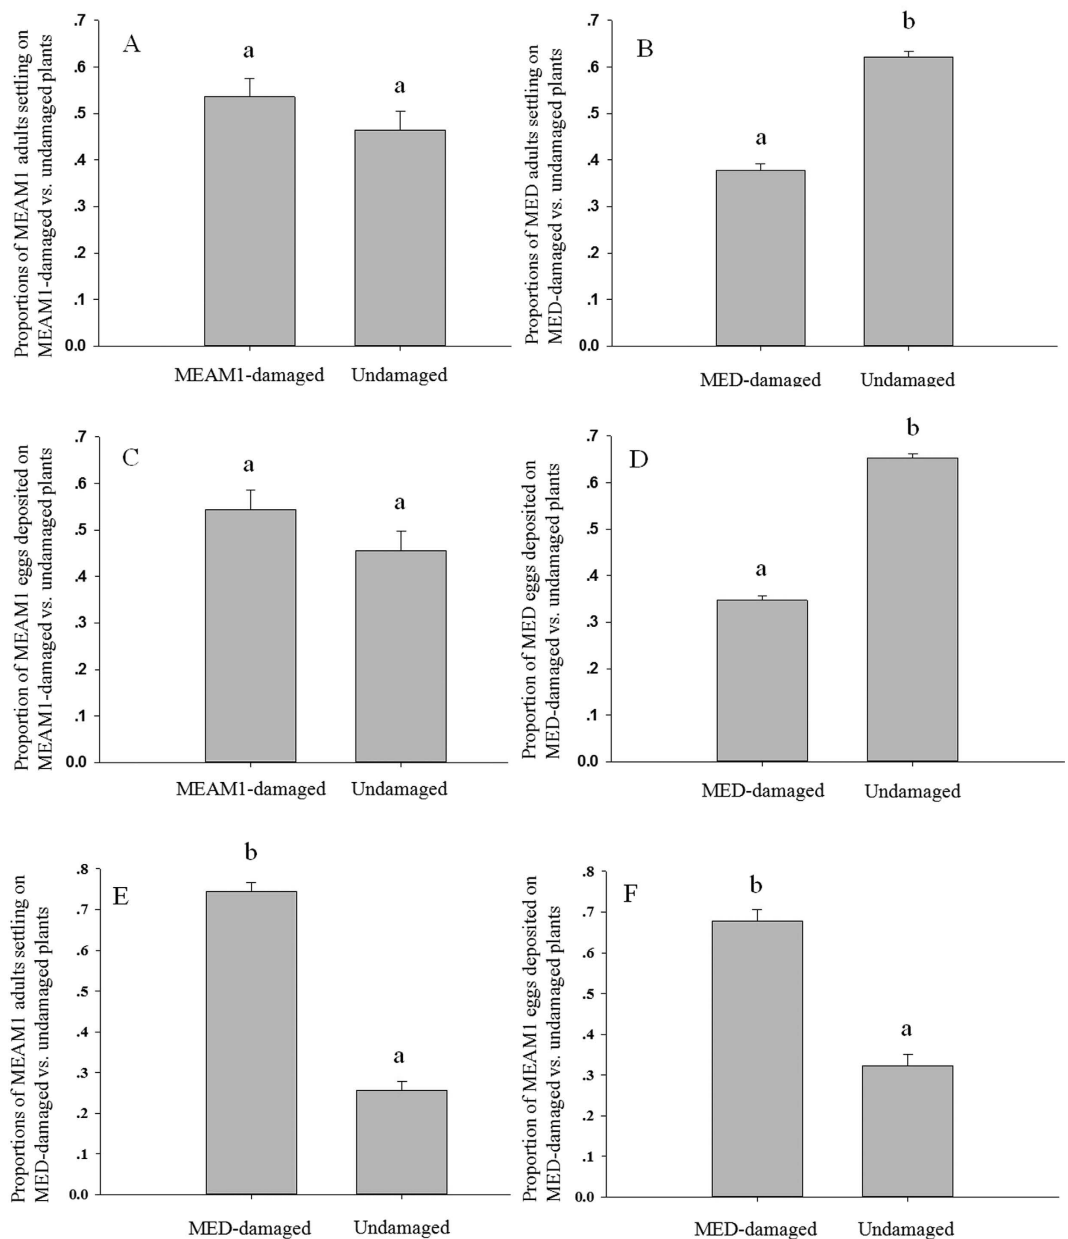 A
Proportions of MEAM1 adults settling on
MEAM1-damaged vs. undamaged plants
.7
.6
.5
.4
.3
.2
.1
0.0
a
a
MEAM1-damaged Undamaged
B
Proportions of MED adults settling on
MED-damaged vs. undamaged plants
.7
.6
.5
.4
.3
.2
.1
0.0
a
b
MED-damaged Undamaged
C
Proportion of MEAM1 eggs deposited on
MEAM1-damaged vs. undamaged plants
.7
.6
.5
.4
.3
.2
.1
0.0
a
a
MEAM1-damaged Undamaged
D
Proportion of MED eggs deposited on
MED-damaged vs. undamaged plants
.7
.6
.5
.4
.3
.2
.1
0.0
a
b
MED-damaged Undamaged
E
Proportions of MEAM1 adults settling on
MED-damaged vs. undamaged plants
.8
.7
.6
.5
.4
.3
.2
.1
0.0
b
a
MED-damaged Undamaged
F
Proportion of MEAM1 eggs deposited on
MED-damaged vs. undamaged plants
.8
.7
.6
.5
.4
.3
.2
.1
0.0
b
a
MED-damaged Undamaged